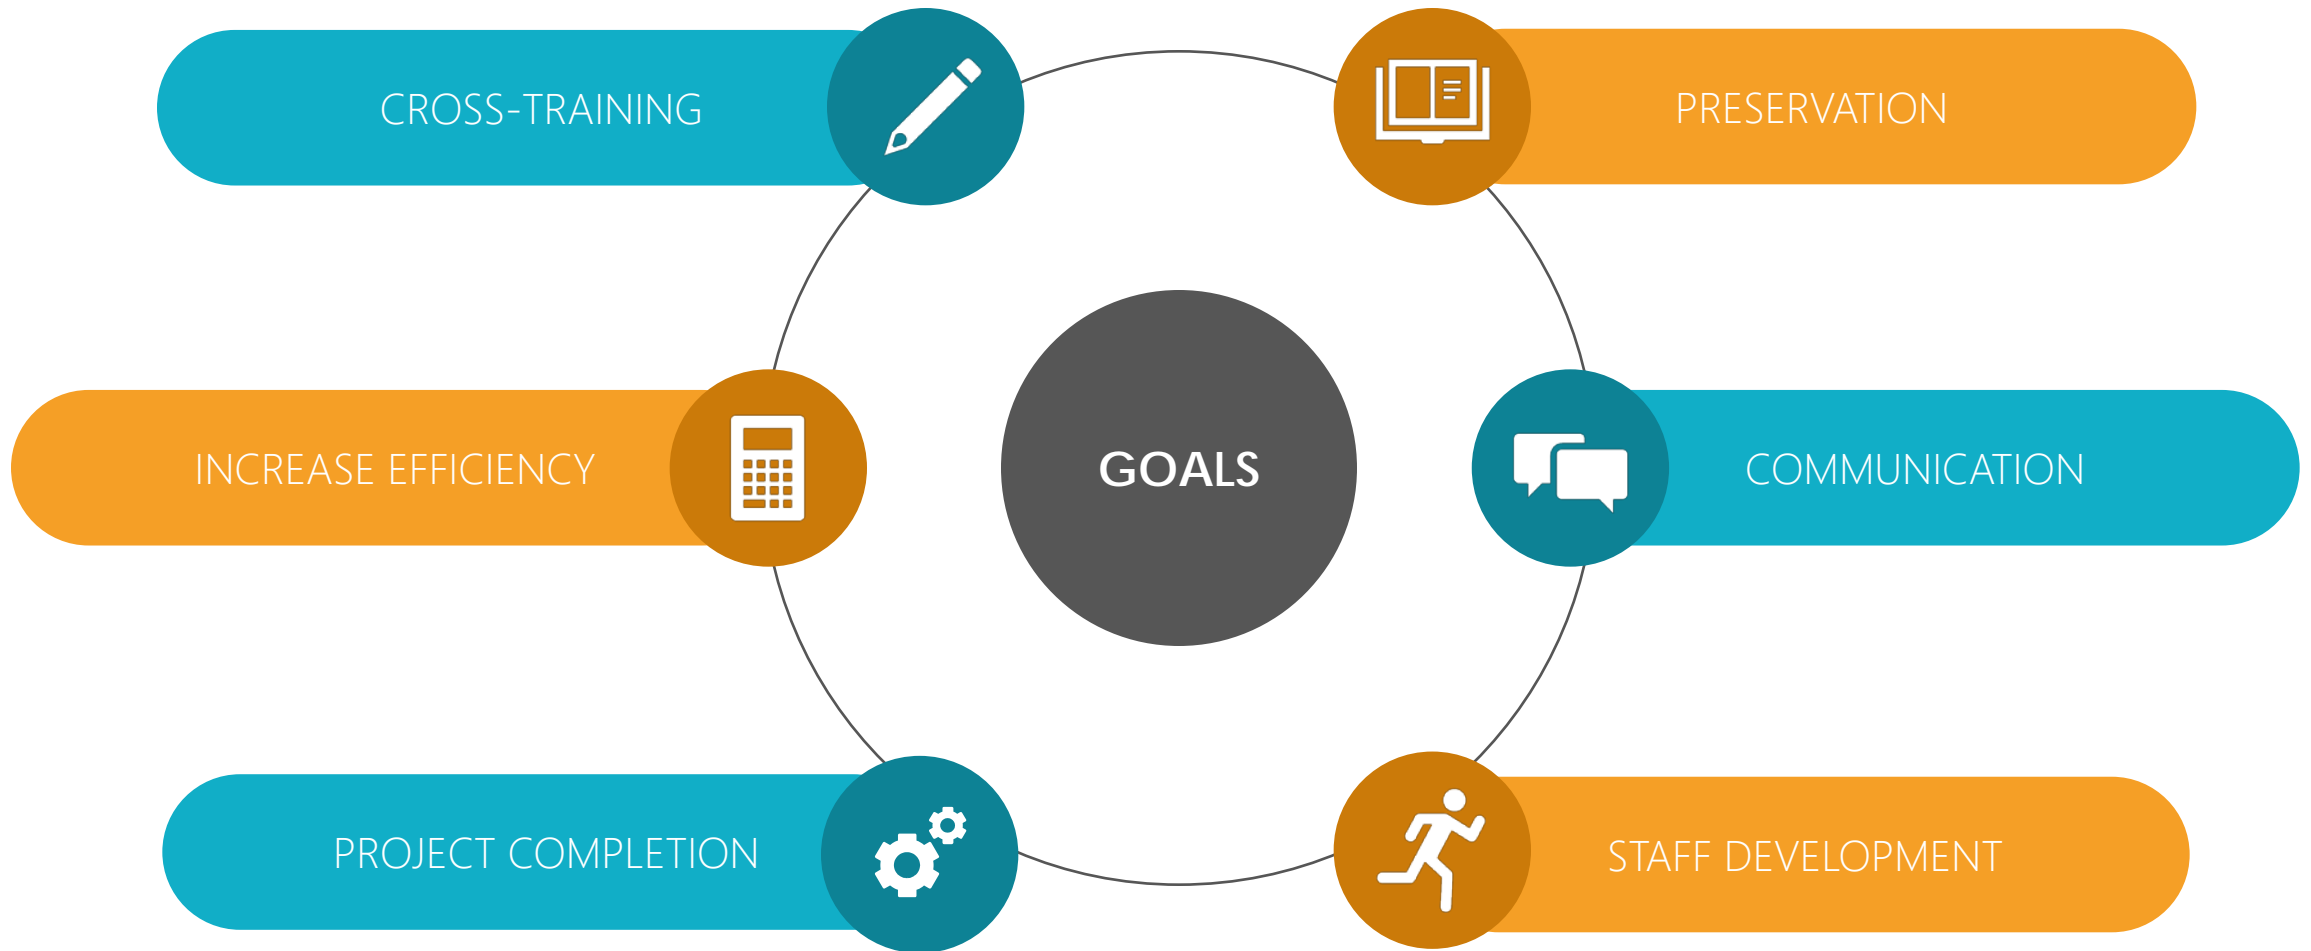 CROSS-TRAINING
PRESERVATION
INCREASE EFFICIENCY
GOALS
COMMUNICATION
PROJECT COMPLETION
STAFF DEVELOPMENT